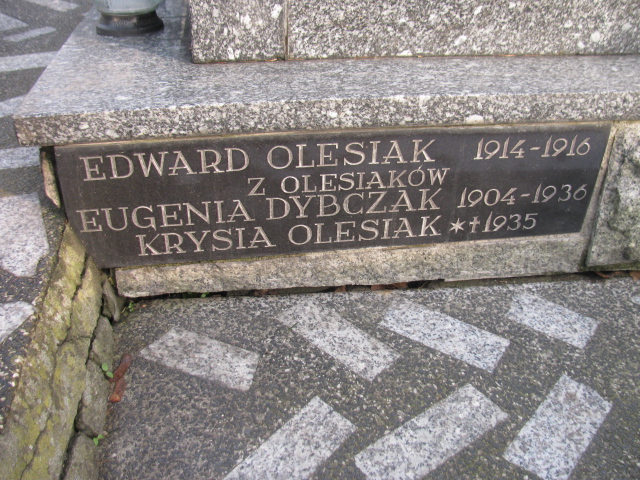 EDWARD OLESIAK 1914-1916
Z OLESIAKÓW
EUGENIA DYBCZAK 1904-1936
KRYSIA OLESIAK *†1935